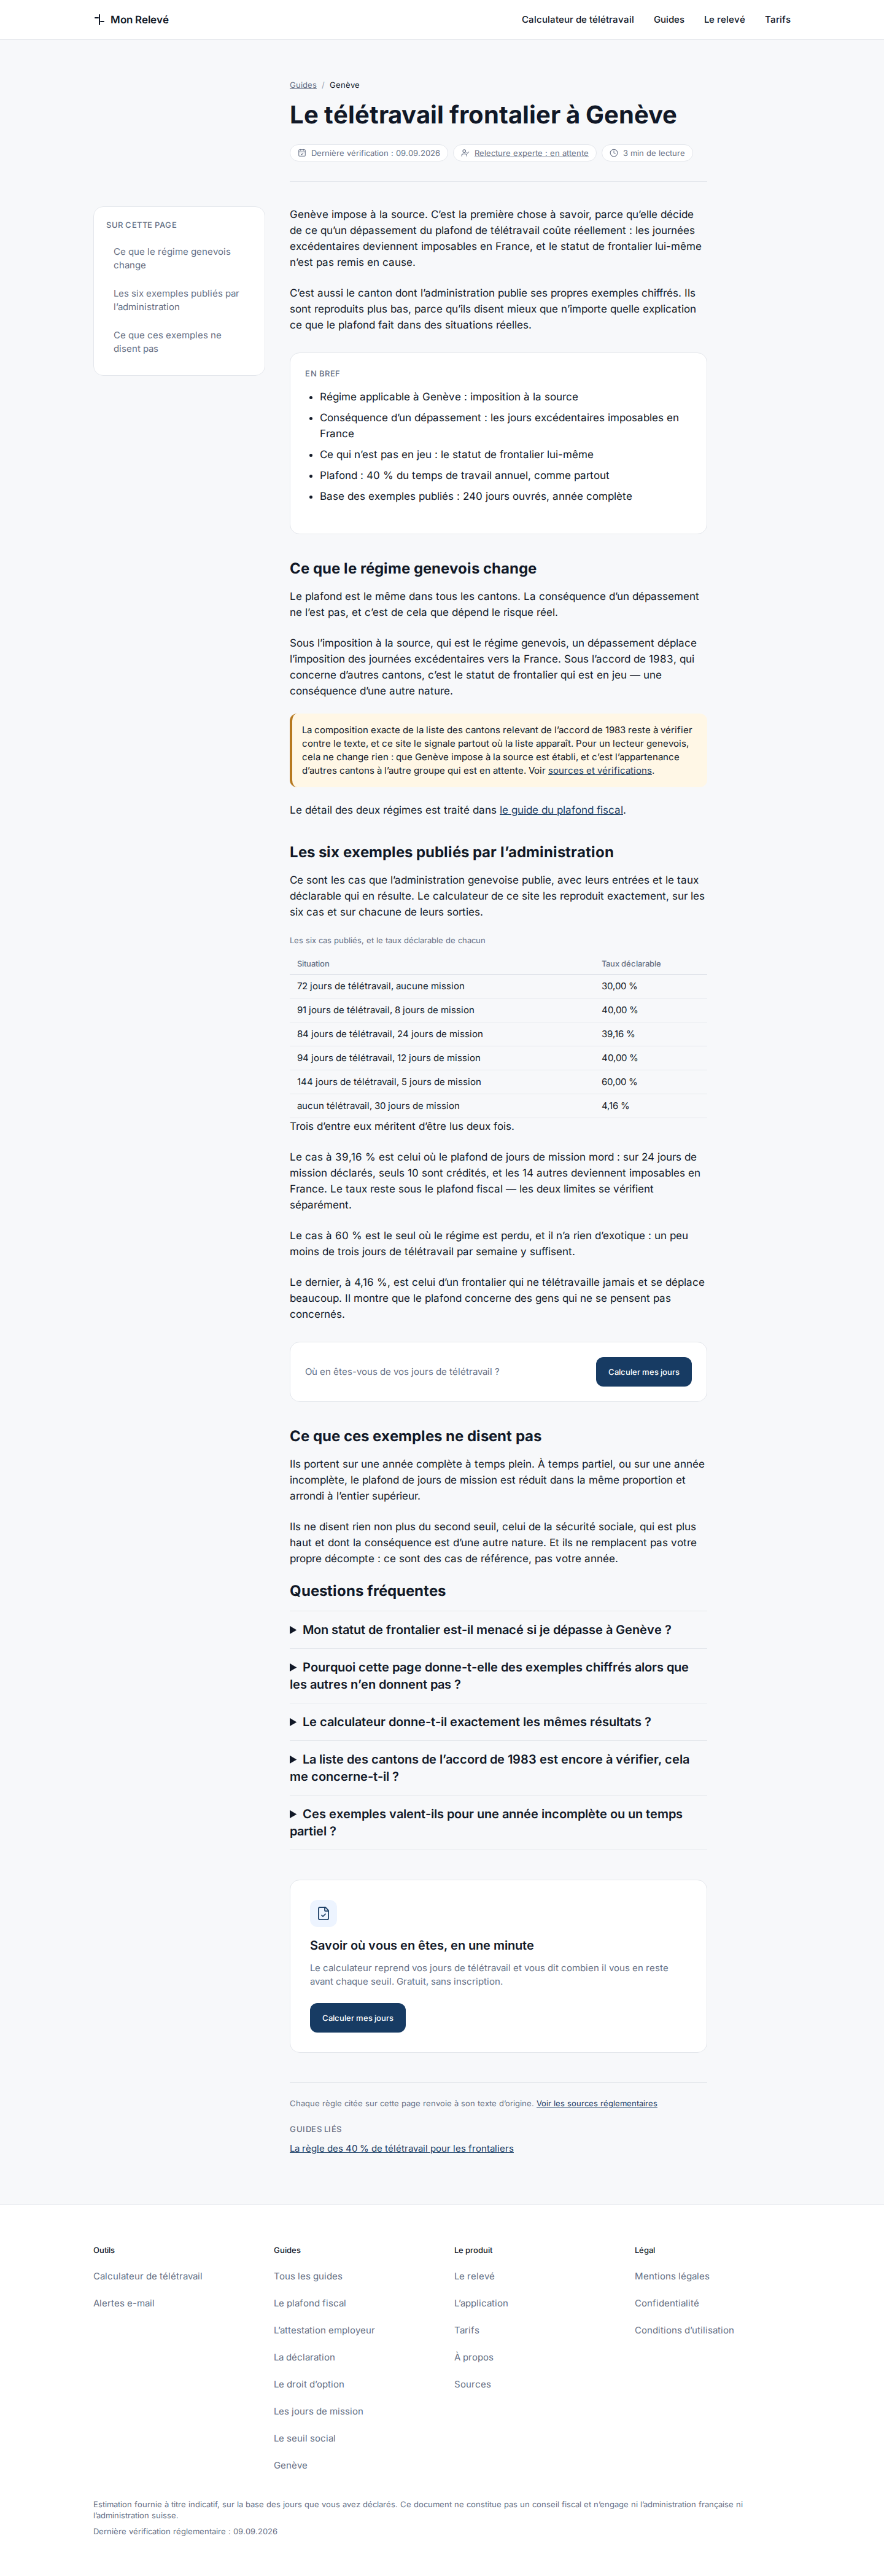 Mon Relevé
Calculateur de télétravail
Guides
Le relevé
Tarifs
Guides / Genève
Le télétravail frontalier à Genève
Dernière vérification : 09.09.2026
Relecture experte : en attente
3 min de lecture
SUR CETTE PAGE
Ce que le régime genevois
change
Les six exemples publiés par
l’administration
Ce que ces exemples ne
disent pas
Genève impose à la source. C’est la première chose à savoir, parce qu’elle décide
de ce qu’un dépassement du plafond de télétravail coûte réellement : les journées
excédentaires deviennent imposables en France, et le statut de frontalier lui-même
n’est pas remis en cause.
C’est aussi le canton dont l’administration publie ses propres exemples chiffrés. Ils
sont reproduits plus bas, parce qu’ils disent mieux que n’importe quelle explication
ce que le plafond fait dans des situations réelles.
EN BREF
• Régime applicable à Genève : imposition à la source
• Conséquence d’un dépassement : les jours excédentaires imposables en
France
• Ce qui n’est pas en jeu : le statut de frontalier lui-même
• Plafond : 40 % du temps de travail annuel, comme partout
• Base des exemples publiés : 240 jours ouvrés, année complète
Ce que le régime genevois change
Le plafond est le même dans tous les cantons. La conséquence d’un dépassement
ne l’est pas, et c’est de cela que dépend le risque réel.
Sous l’imposition à la source, qui est le régime genevois, un dépassement déplace
l’imposition des journées excédentaires vers la France. Sous l’accord de 1983, qui
concerne d’autres cantons, c’est le statut de frontalier qui est en jeu — une
conséquence d’une autre nature.
La composition exacte de la liste des cantons relevant de l’accord de 1983 reste à vérifier
contre le texte, et ce site le signale partout où la liste apparaît. Pour un lecteur genevois,
cela ne change rien : que Genève impose à la source est établi, et c’est l’appartenance
d’autres cantons à l’autre groupe qui est en attente. Voir sources et vérifications.
Le détail des deux régimes est traité dans le guide du plafond fiscal.
Les six exemples publiés par l’administration
Ce sont les cas que l’administration genevoise publie, avec leurs entrées et le taux
déclarable qui en résulte. Le calculateur de ce site les reproduit exactement, sur les
six cas et sur chacune de leurs sorties.
Les six cas publiés, et le taux déclarable de chacun
Situation Taux déclarable
72 jours de télétravail, aucune mission 30,00 %
91 jours de télétravail, 8 jours de mission 40,00 %
84 jours de télétravail, 24 jours de mission 39,16 %
94 jours de télétravail, 12 jours de mission 40,00 %
144 jours de télétravail, 5 jours de mission 60,00 %
aucun télétravail, 30 jours de mission 4,16 %
Trois d’entre eux méritent d’être lus deux fois.
Le cas à 39,16 % est celui où le plafond de jours de mission mord : sur 24 jours de
mission déclarés, seuls 10 sont crédités, et les 14 autres deviennent imposables en
France. Le taux reste sous le plafond fiscal — les deux limites se vérifient
séparément.
Le cas à 60 % est le seul où le régime est perdu, et il n’a rien d’exotique : un peu
moins de trois jours de télétravail par semaine y suffisent.
Le dernier, à 4,16 %, est celui d’un frontalier qui ne télétravaille jamais et se déplace
beaucoup. Il montre que le plafond concerne des gens qui ne se pensent pas
concernés.
Où en êtes-vous de vos jours de télétravail ?
Calculer mes jours
Ce que ces exemples ne disent pas
Ils portent sur une année complète à temps plein. À temps partiel, ou sur une année
incomplète, le plafond de jours de mission est réduit dans la même proportion et
arrondi à l’entier supérieur.
Ils ne disent rien non plus du second seuil, celui de la sécurité sociale, qui est plus
haut et dont la conséquence est d’une autre nature. Et ils ne remplacent pas votre
propre décompte : ce sont des cas de référence, pas votre année.
Questions fréquentes
Mon statut de frontalier est-il menacé si je dépasse à Genève ?
Pourquoi cette page donne-t-elle des exemples chiffrés alors que
les autres n’en donnent pas ?
Le calculateur donne-t-il exactement les mêmes résultats ?
La liste des cantons de l’accord de 1983 est encore à vérifier, cela
me concerne-t-il ?
Ces exemples valent-ils pour une année incomplète ou un temps
partiel ?
Savoir où vous en êtes, en une minute
Le calculateur reprend vos jours de télétravail et vous dit combien il vous en reste
avant chaque seuil. Gratuit, sans inscription.
Calculer mes jours
Chaque règle citée sur cette page renvoie à son texte d’origine. Voir les sources réglementaires
GUIDES LIÉS
La règle des 40 % de télétravail pour les frontaliers
Outils
Calculateur de télétravail
Alertes e-mail
Guides
Tous les guides
Le plafond fiscal
L’attestation employeur
La déclaration
Le droit d’option
Les jours de mission
Le seuil social
Genève
Le produit
Le relevé
L’application
Tarifs
À propos
Sources
Légal
Mentions légales
Confidentialité
Conditions d’utilisation
Estimation fournie à titre indicatif, sur la base des jours que vous avez déclarés. Ce document ne constitue pas un conseil fiscal et n’engage ni l’administration française ni
l’administration suisse.
Dernière vérification réglementaire : 09.09.2026